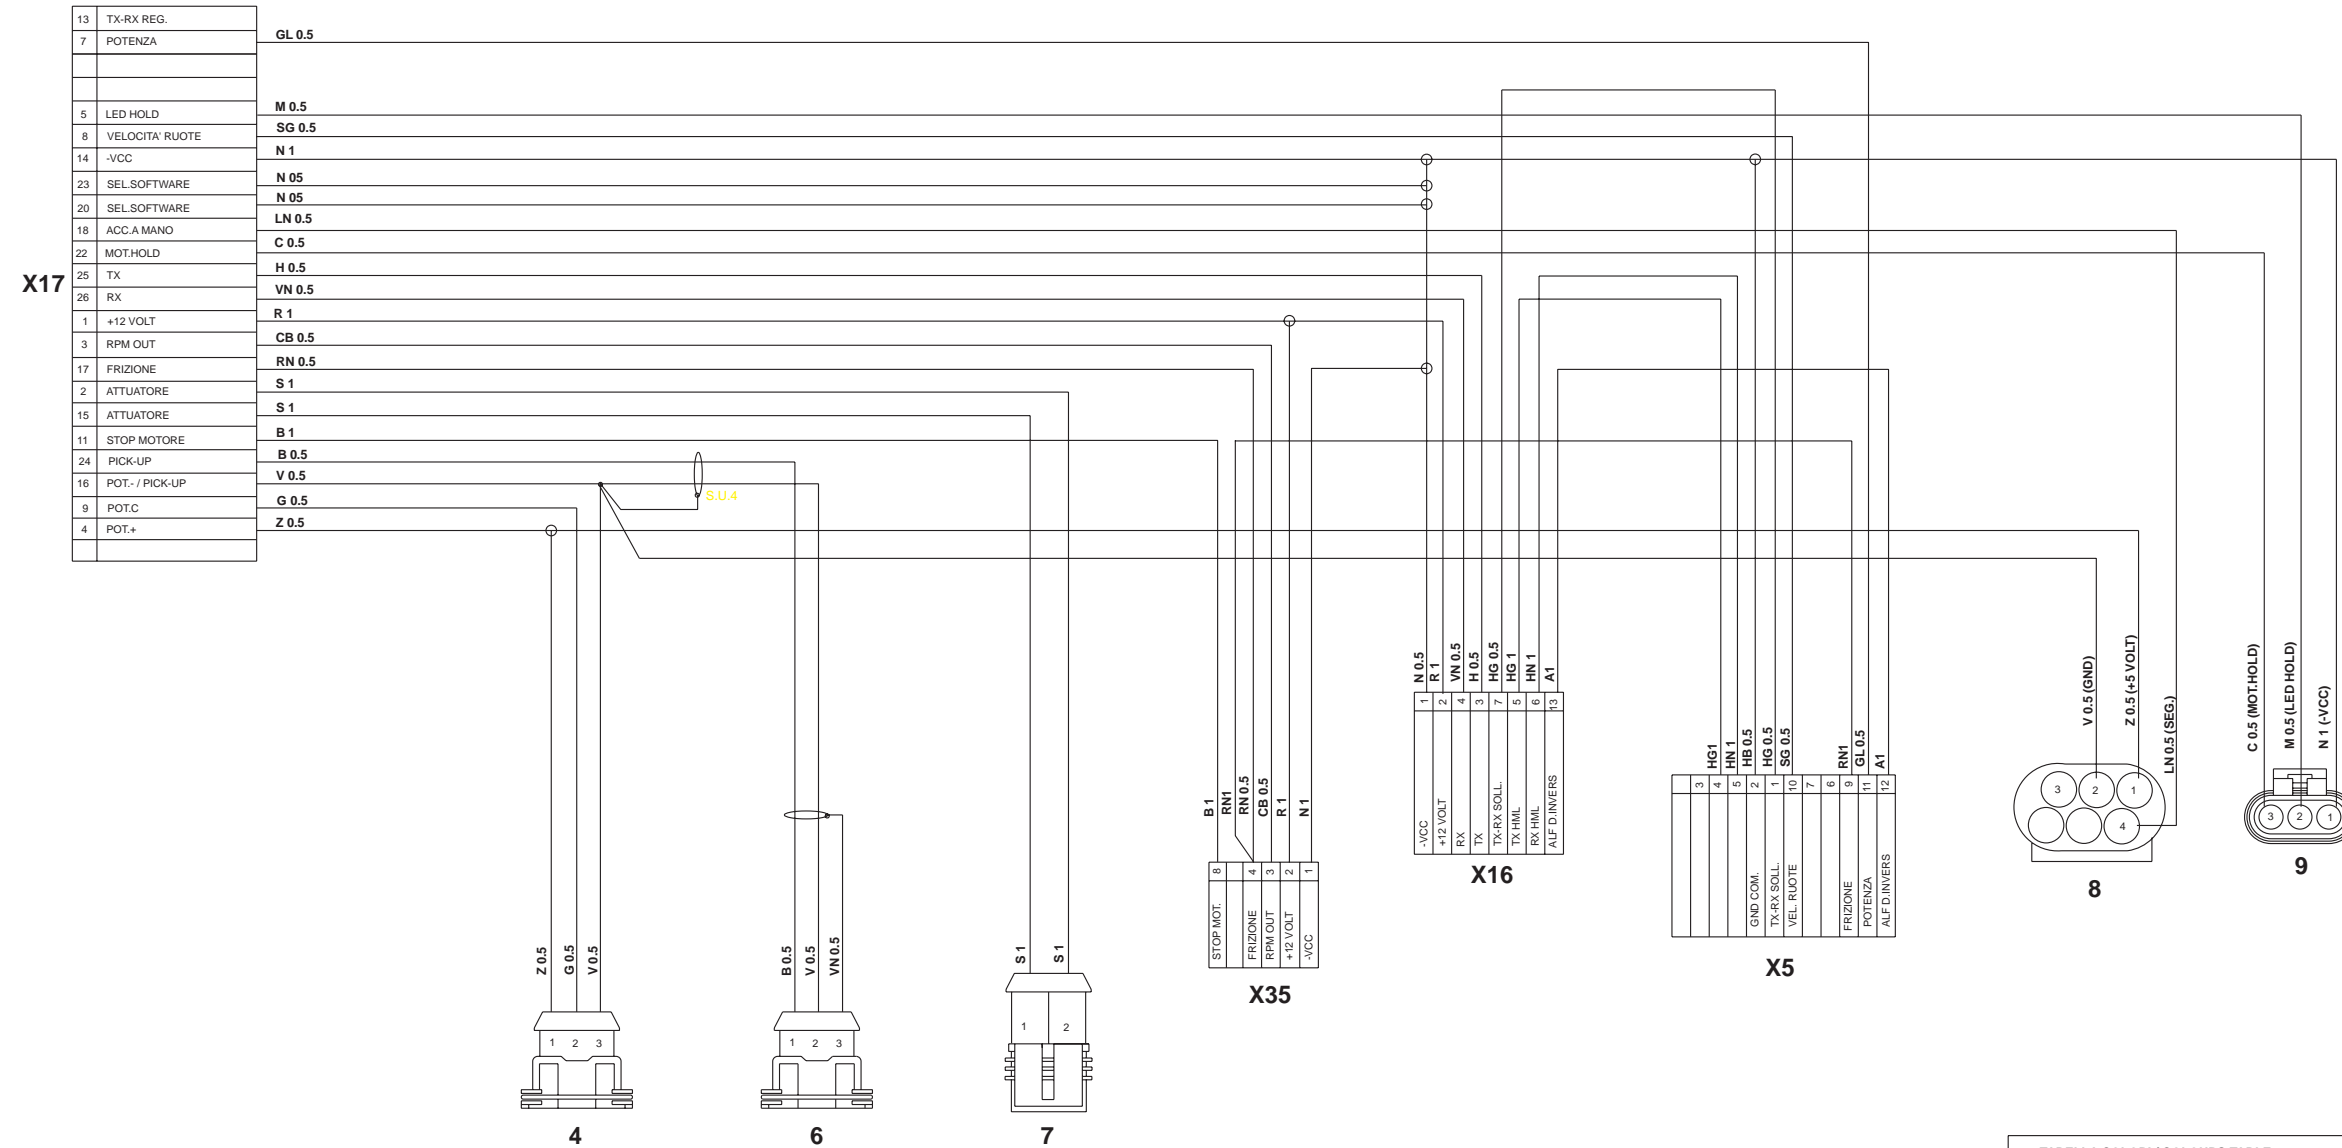 13 TX-RX REG.
7 POTENZA GL 0.5
5 LED HOLD M 0.5
8 VELOCITA' RUOTE SG 0.5
14 -VCC N 1
23 SEL.SOFTWARE N 05
20 SEL.SOFTWARE N 05
18 ACC.A MANO LN 0.5
22 MOT.HOLD C 0.5
25 TX H 0.5
26 RX VN 0.5
1 +12 VOLT R 1
3 RPM OUT CB 0.5
17 FRIZIONE RN 0.5
2 ATTUATORE S 1
15 ATTUATORE S 1
11 STOP MOTORE B 1
24 PICK-UP B 0.5
16 POT.- / PICK-UP V 0.5
9 POT.C G 0.5
4 POT.+ Z 0.5
X17
S.U.4
Z 0.5 G 0.5 V 0.5
1 2 3
4
B 0.5 V 0.5 VN 0.5
1 2 3
6
S 1 S 1
1 2
7
B 1 RN1 RN 0.5 CB 0.5 R 1 N 1
8 4 3 2 1
STOP MOT. FRIZIONE RPM OUT +12 VOLT -VCC
X35
N 0.5 R 1 VN 0.5 H 0.5 HG 0.5 HG 1 HN 1 A1
1 2 4 3 7 5 6 13
-VCC +12 VOLT RX TX TX-RX SOLL. TX HML RX HML ALF D.INVERS
X16
HG1 HN 1 HB 0.5 HG 0.5 SG 0.5 RN1 GL 0.5 A1
3 4 5 2 1 10 7 6 9 11 12
GND COM. TX-RX SOLL. VEL. RUOTE FRIZIONE POTENZA ALF D.INVERS
X5
V 0.5 (GND) Z 0.5 (+5 VOLT) LN 0.5 (SEG.)
3 2 1
4
8
C 0.5 (MOT.HOLD) M 0.5 (LED HOLD) N 1 (-VCC)
3 2 1
9